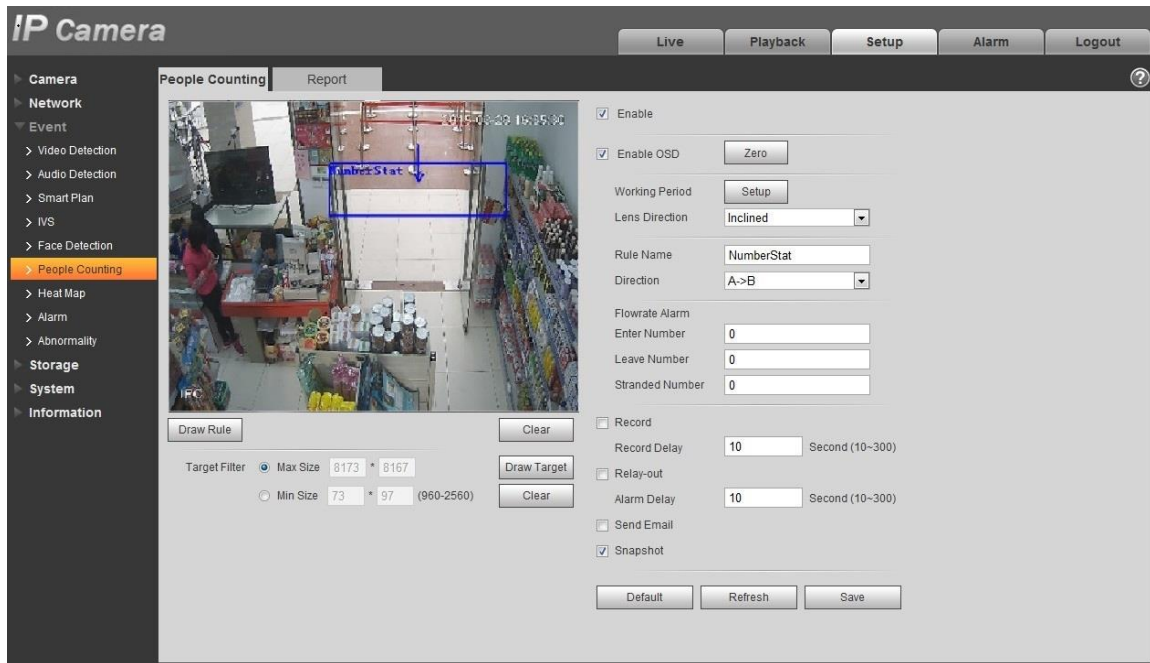 IP Camera
Live Playback Setup Alarm Logout
Camera
Network
Event
Video Detection
Audio Detection
Smart Plan
IVS
Face Detection
People Counting
Heat Map
Alarm
Abnormality
Storage
System
Information
People Counting Report
?
NumberStat
IPC
Draw Rule Clear
Target Filter Max Size 8173 * 8167 Draw Target
Min Size 73 * 97 (960-2560) Clear
Enable
Enable OSD Zero
Working Period Setup
Lens Direction Inclined
Rule Name NumberStat
Direction A->B
Flowrate Alarm
Enter Number 0
Leave Number 0
Stranded Number 0
Record
Record Delay 10 Second (10~300)
Relay-out
Alarm Delay 10 Second (10~300)
Send Email
Snapshot
Default Refresh Save